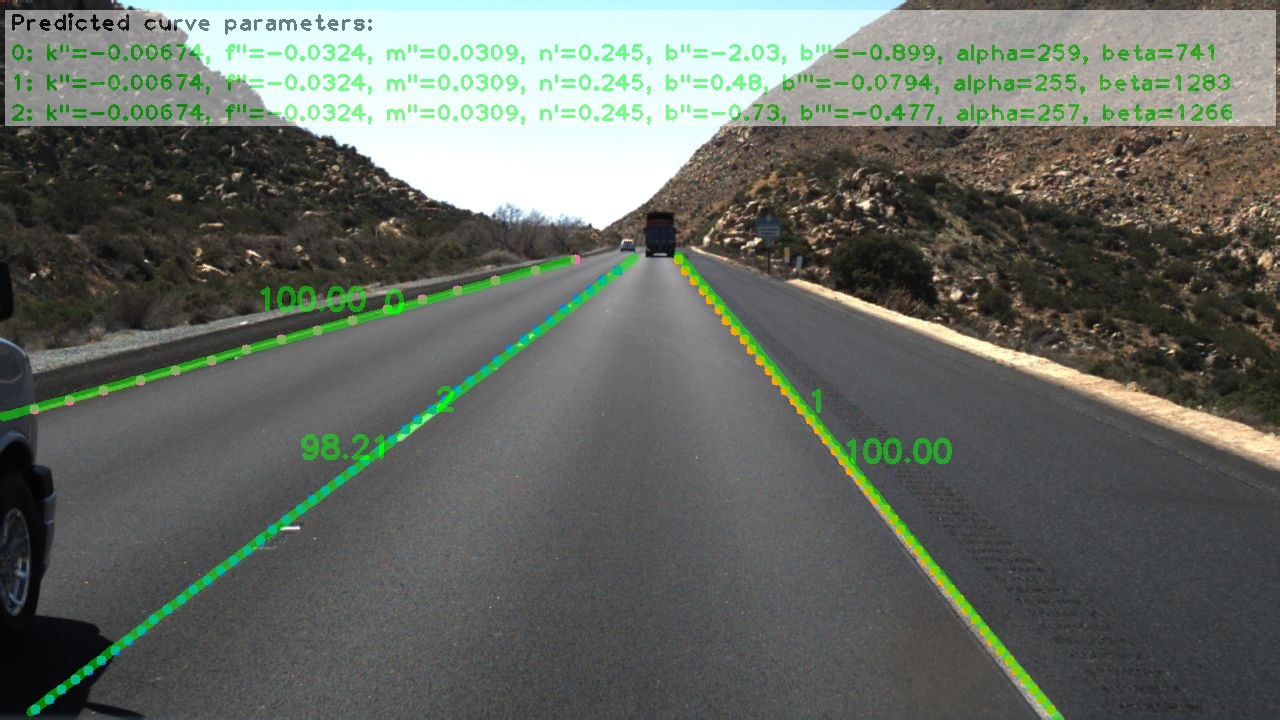 Predicted curve parameters:
0: k''=-0.00674, f''=-0.0324, m''=0.0309, n'=0.245, b''=-2.03, b'''=-0.899, alpha=259, beta=741
1: k''=-0.00674, f''=-0.0324, m''=0.0309, n'=0.245, b''=0.48, b'''=-0.0794, alpha=255, beta=1283
2: k''=-0.00674, f''=-0.0324, m''=0.0309, n'=0.245, b''=-0.73, b'''=-0.477, alpha=257, beta=1266
100.00 0
2
1
98.21
100.00